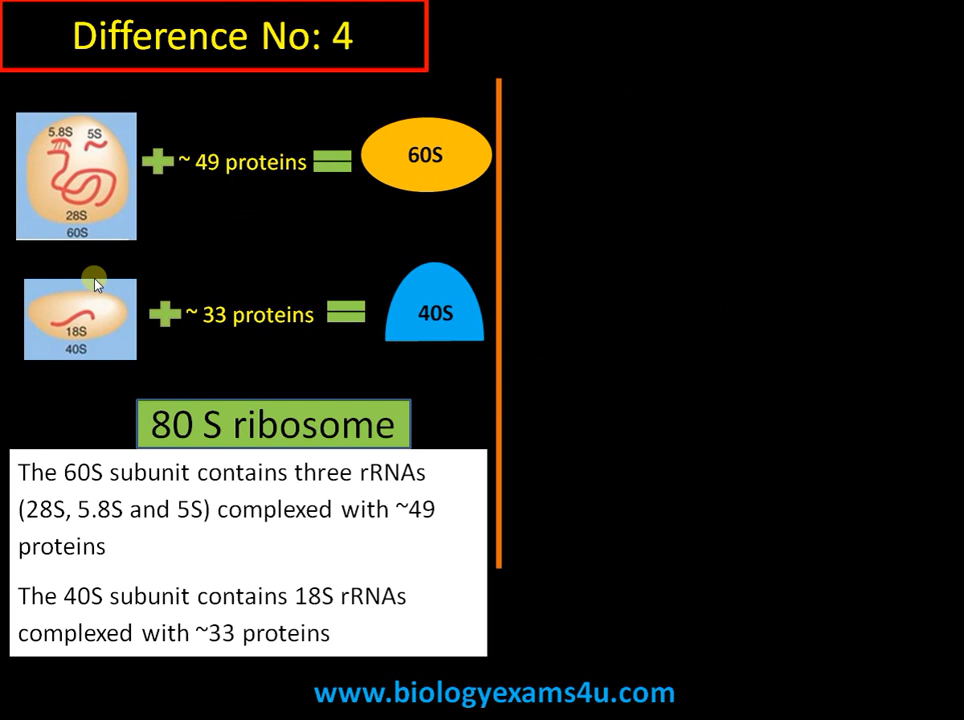 Difference No: 4
5.8S 5S
28S
60S
~ 49 proteins
60S
18S
40S
~ 33 proteins
40S
80 S ribosome
The 60S subunit contains three rRNAs
(28S, 5.8S and 5S) complexed with ~49
proteins
The 40S subunit contains 18S rRNAs
complexed with ~33 proteins
www.biologyexams4u.com